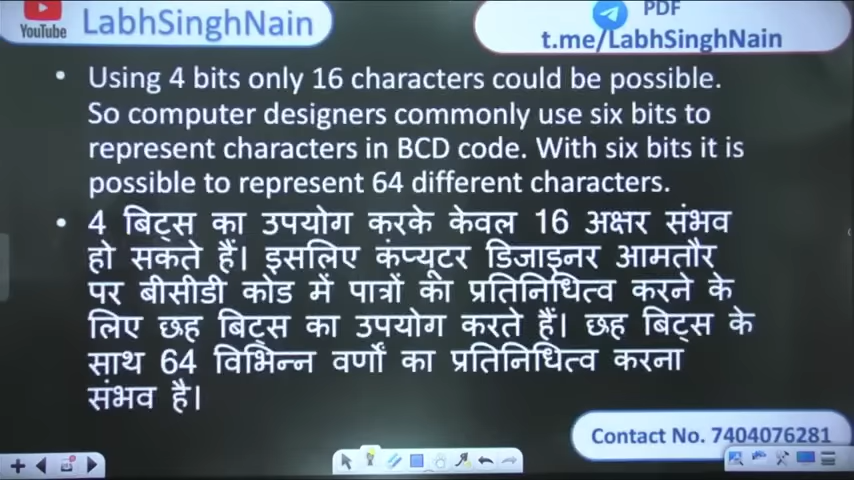 YouTube
LabhSinghNain
PDF
t.me/LabhSinghNain
• Using 4 bits only 16 characters could be possible.
So computer designers commonly use six bits to
represent characters in BCD code. With six bits it is
possible to represent 64 different characters.
• 4 बिट्स का उपयोग करके केवल 16 अक्षर संभव
हो सकते हैं। इसलिए कंप्यूटर डिजाइनर आमतौर
पर बीसीडी कोड में पात्रों का प्रतिनिधित्व करने के
लिए छह बिट्स का उपयोग करते हैं। छह बिट्स के
साथ 64 विभिन्न वर्णों का प्रतिनिधित्व करना
संभव है।
Contact No. 7404076281